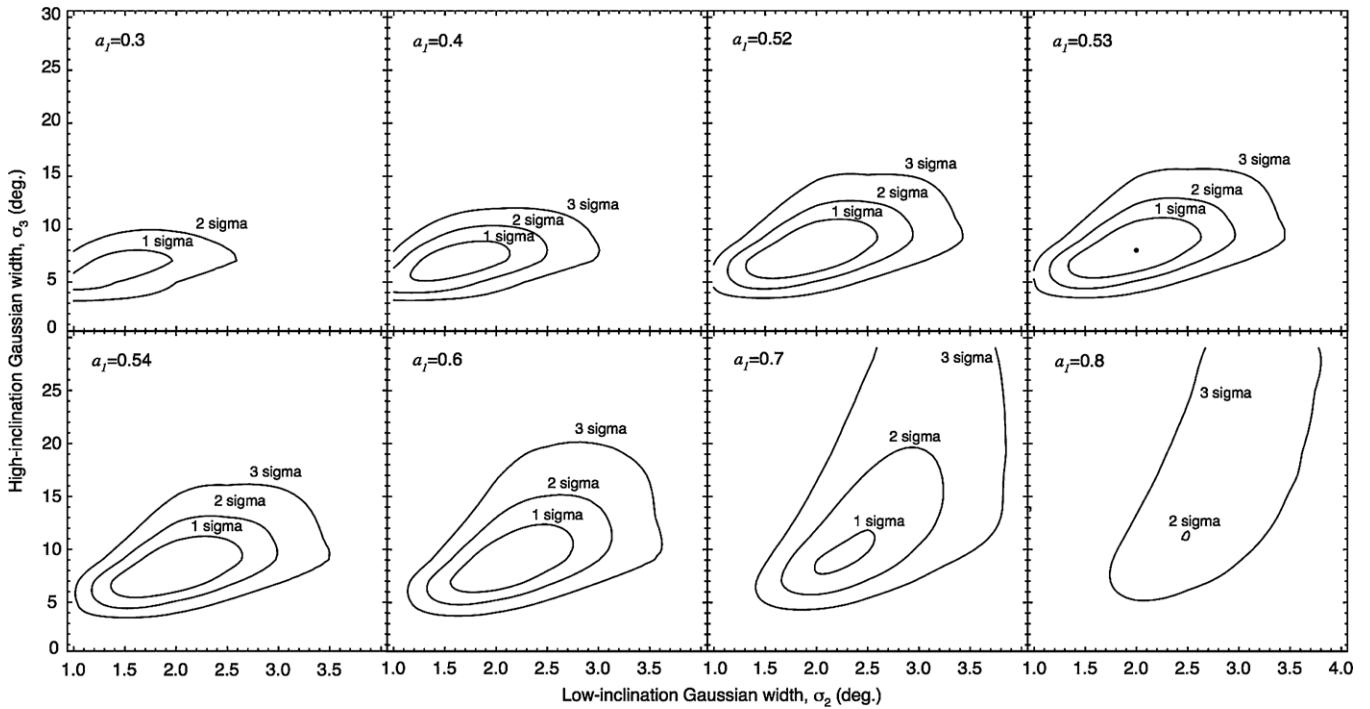 High-inclination Gaussian width, σ3 (deg.)
30
25
20
15
10
5
0
a1=0.3
2 sigma
1 sigma
a1=0.4
3 sigma
2 sigma
1 sigma
a1=0.52
3 sigma
2 sigma
1 sigma
a1=0.53
3 sigma
2 sigma
1 sigma
25
20
15
10
5
0
a1=0.54
3 sigma
2 sigma
1 sigma
a1=0.6
3 sigma
2 sigma
1 sigma
a1=0.7
3 sigma
2 sigma
1 sigma
a1=0.8
3 sigma
2 sigma
1.0 1.5 2.0 2.5 3.0 3.5 1.0 1.5 2.0 2.5 3.0 3.5 1.0 1.5 2.0 2.5 3.0 3.5 1.0 1.5 2.0 2.5 3.0 3.5 4.0
Low-inclination Gaussian width, σ2 (deg.)